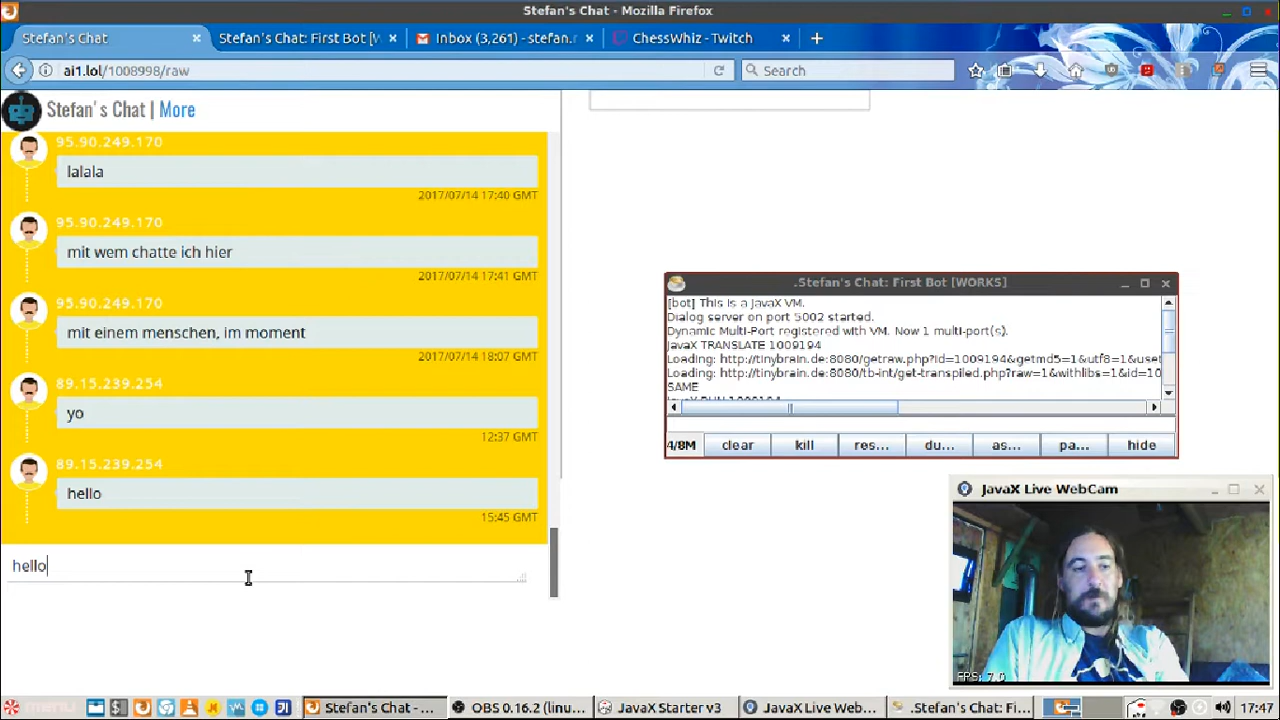 Stefan's Chat - Mozilla Firefox
Stefan's Chat
Stefan's Chat: First Bot [W
Inbox (3,261) - stefan.r
ChessWhiz - Twitch
ai1.lol/1008998/raw
Search
Stefan's Chat | More
95.90.249.170
lalala
2017/07/14 17:40 GMT
95.90.249.170
mit wem chatte ich hier
2017/07/14 17:41 GMT
95.90.249.170
mit einem menschen, im moment
2017/07/14 18:07 GMT
89.15.239.254
yo
12:37 GMT
89.15.239.254
hello
15:45 GMT
hello
.Stefan's Chat: First Bot [WORKS]
[bot] This is a JavaX VM.
Dialog server on port 5002 started.
Dynamic Multi-Port registered with VM. Now 1 multi-port(s).
JavaX TRANSLATE 1009194
Loading: http://tinybrain.de:8080/getraw.php?id=1009194&getmd5=1&utf8=1&uset
Loading: http://tinybrain.de:8080/tb-int/get-transpiled.php?raw=1&withlibs=1&id=10
SAME
JavaX RUN 1009194
4/8M clear kill res... du... as... pa... hide
JavaX Live WebCam
FPS: 7.0
menu Stefan's Chat - ... OBS 0.16.2 (linu... JavaX Starter v3 JavaX Live Web... .Stefan's Chat: Fi... 17:47